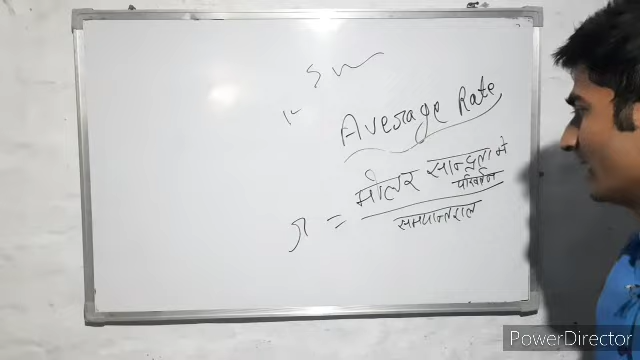 Average Rate
r = मोलर सान्द्रता में परिवर्तन
समयान्तराल
PowerDirector